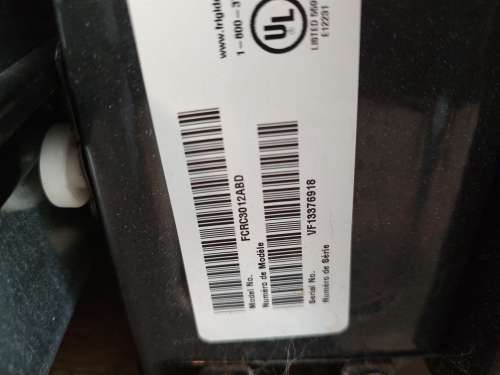 www.frigid
1-800-3
UL
LISTED
E12231
Model No. FCRC3012ABD
Numéro de Modèle
Serial No. VF13376918
Numéro de Série